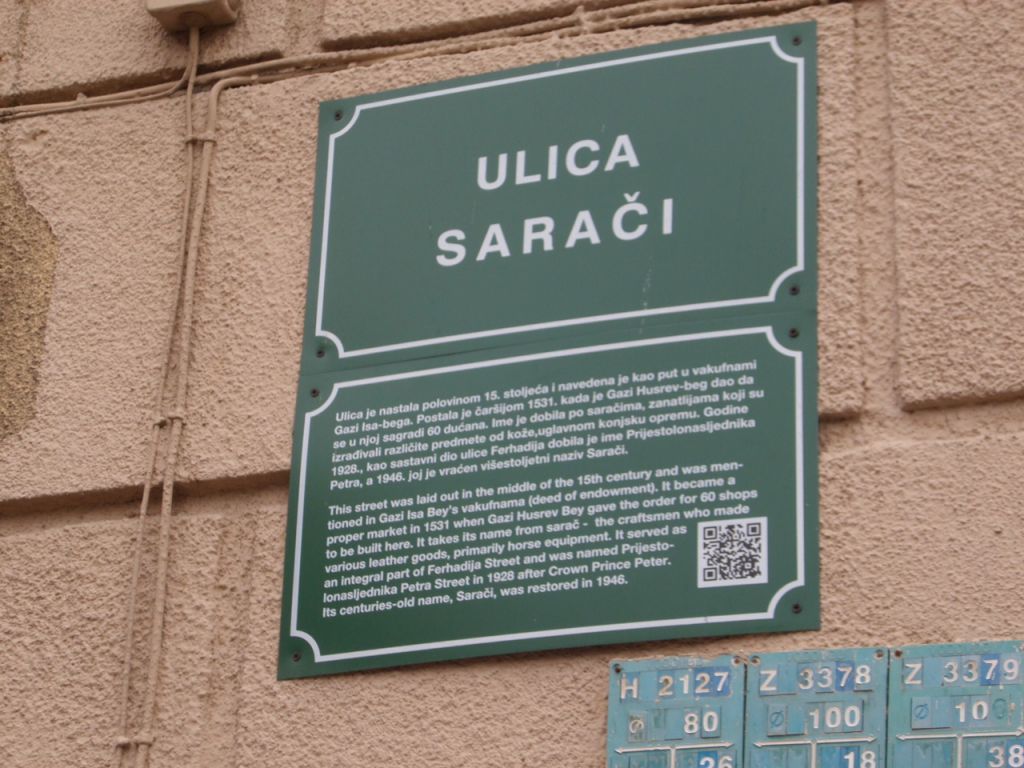 ULICA
SARAČI
Ulica je nastala polovinom 15. stoljeća i navedena je kao put u vakufnami
Gazi Isa-bega. Postala je čaršijom 1531. kada je Gazi Husrev-beg dao da
se u njoj sagradi 60 dućana. Ime je dobila po saračima, zanatlijama koji su
izrađivali različite predmete od kože,uglavnom konjsku opremu. Godine
1928., kao sastavni dio ulice Ferhadija dobila je ime Prijestolonasljednika
Petra, a 1946. joj je vraćen višestoljetni naziv Sarači.
This street was laid out in the middle of the 15th century and was men-
tioned in Gazi Isa Bey's vakufnama (deed of endowment). It became a
proper market in 1531 when Gazi Husrev Bey gave the order for 60 shops
to be built here. It takes its name from sarač - the craftsmen who made
various leather goods, primarily horse equipment. It served as
an integral part of Ferhadija Street and was named Prijesto-
lonasljednika Petra Street in 1928 after Crown Prince Peter.
Its centuries-old name, Sarači, was restored in 1946.
H 2127
Ø 80
26
Z 3378
Ø 100
18
Z 3379
Ø 100
38